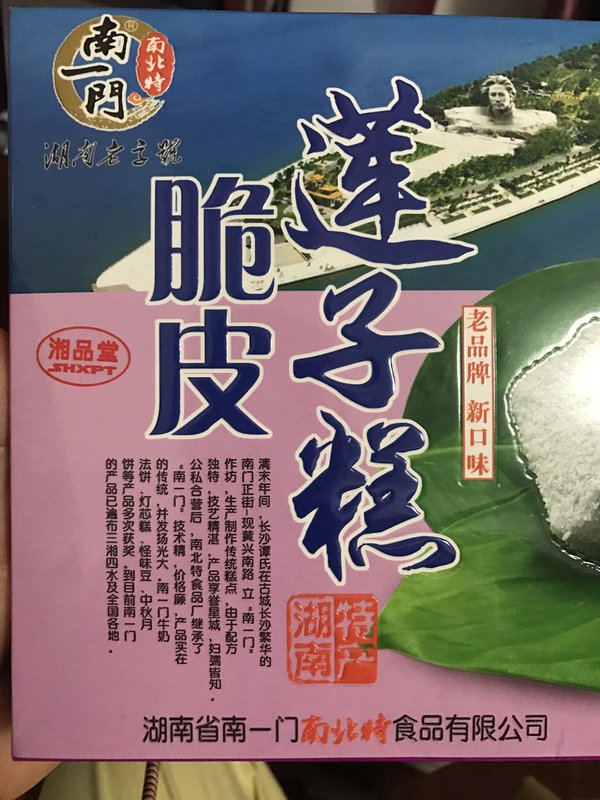 南一門®
南北特
湖南老字號
蓮子糕
脆皮
湘品堂
SHXPT
老品牌 新口味
清末年间,长沙谭氏在古城长沙繁华的
南门正街-现黄兴南路 立“南一门”
作坊,生产制作传统糕点,由于配方
独特,技艺精湛,产品享誉星城,妇孺皆知。
公私合营后,南北特食品厂继承了
“南一门”技术精,价格廉,产品实在
的传统,并发扬光大,南一门牛奶
法饼、灯芯糕、怪味豆、中秋月
饼等产品多次获奖。到目前南一门
的产品已遍布三湘四水及全国各地。
湖南
特产
湖南省南一门南北特食品有限公司